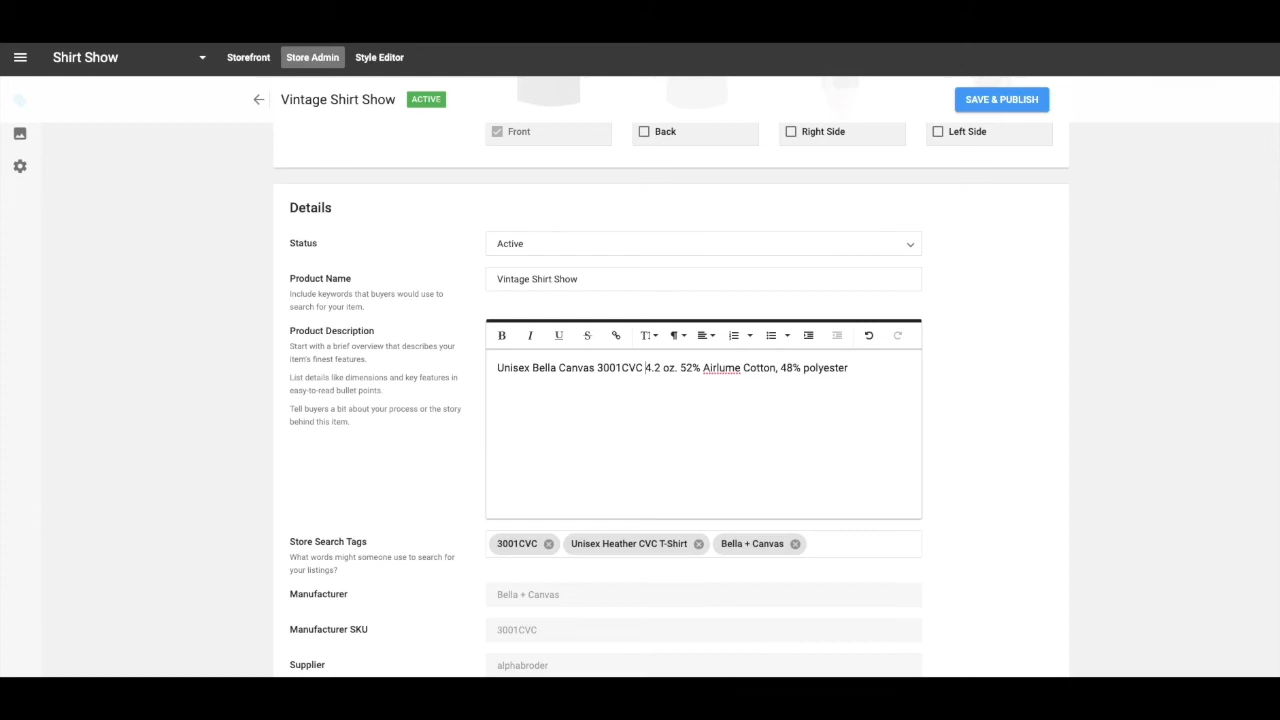 Shirt Show
Storefront
Store Admin
Style Editor
Vintage Shirt Show
ACTIVE
SAVE & PUBLISH
Front
Back
Right Side
Left Side
Details
Status
Active
Product Name
Include keywords that buyers would use to
search for your item.
Vintage Shirt Show
Product Description
Start with a brief overview that describes your
item's finest features.
List details like dimensions and key features in
easy-to-read bullet points.
Tell buyers a bit about your process or the story
behind this item.
Unisex Bella Canvas 3001CVC 4.2 oz. 52% Airlume Cotton, 48% polyester
Store Search Tags
What words might someone use to search for
your listings?
3001CVC
Unisex Heather CVC T-Shirt
Bella + Canvas
Manufacturer
Bella + Canvas
Manufacturer SKU
3001CVC
Supplier
alphabroder